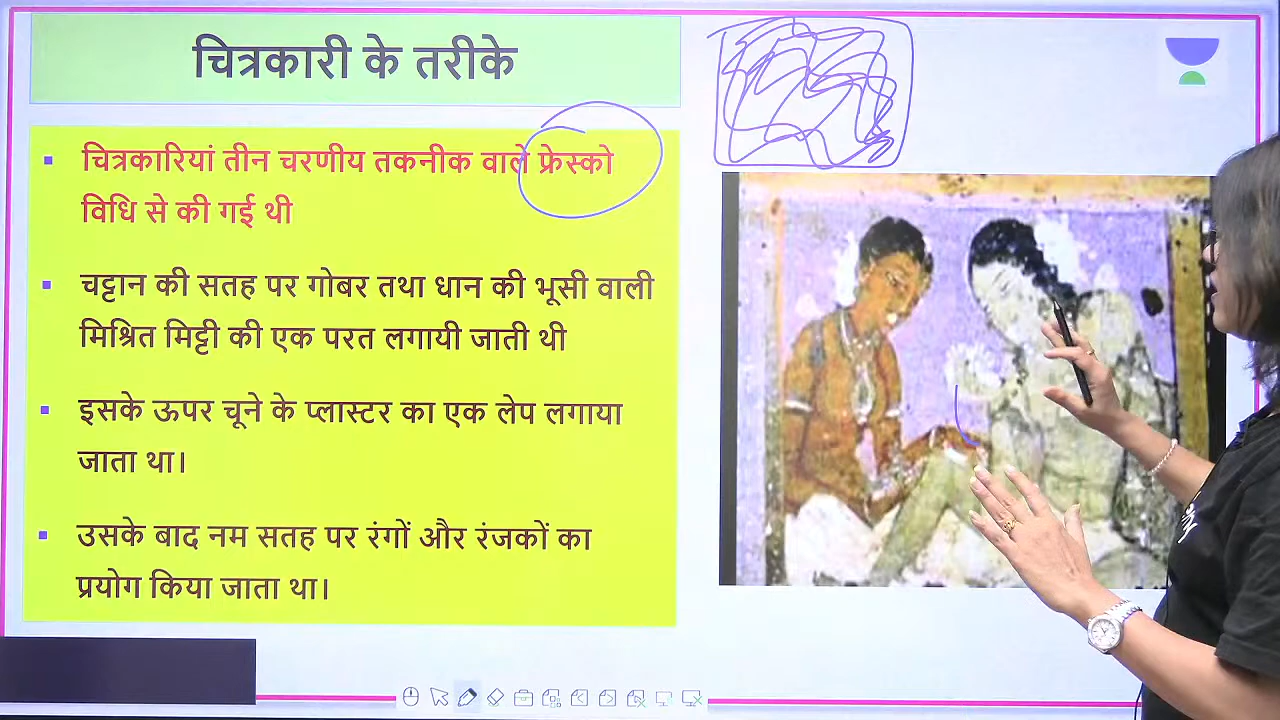 चित्रकारी के तरीके
चित्रकारियां तीन चरणीय तकनीक वाले फ्रेस्को
विधि से की गई थी
चट्टान की सतह पर गोबर तथा धान की भूसी वाली
मिश्रित मिट्टी की एक परत लगायी जाती थी
इसके ऊपर चूने के प्लास्टर का एक लेप लगाया
जाता था।
उसके बाद नम सतह पर रंगों और रंजकों का
प्रयोग किया जाता था।